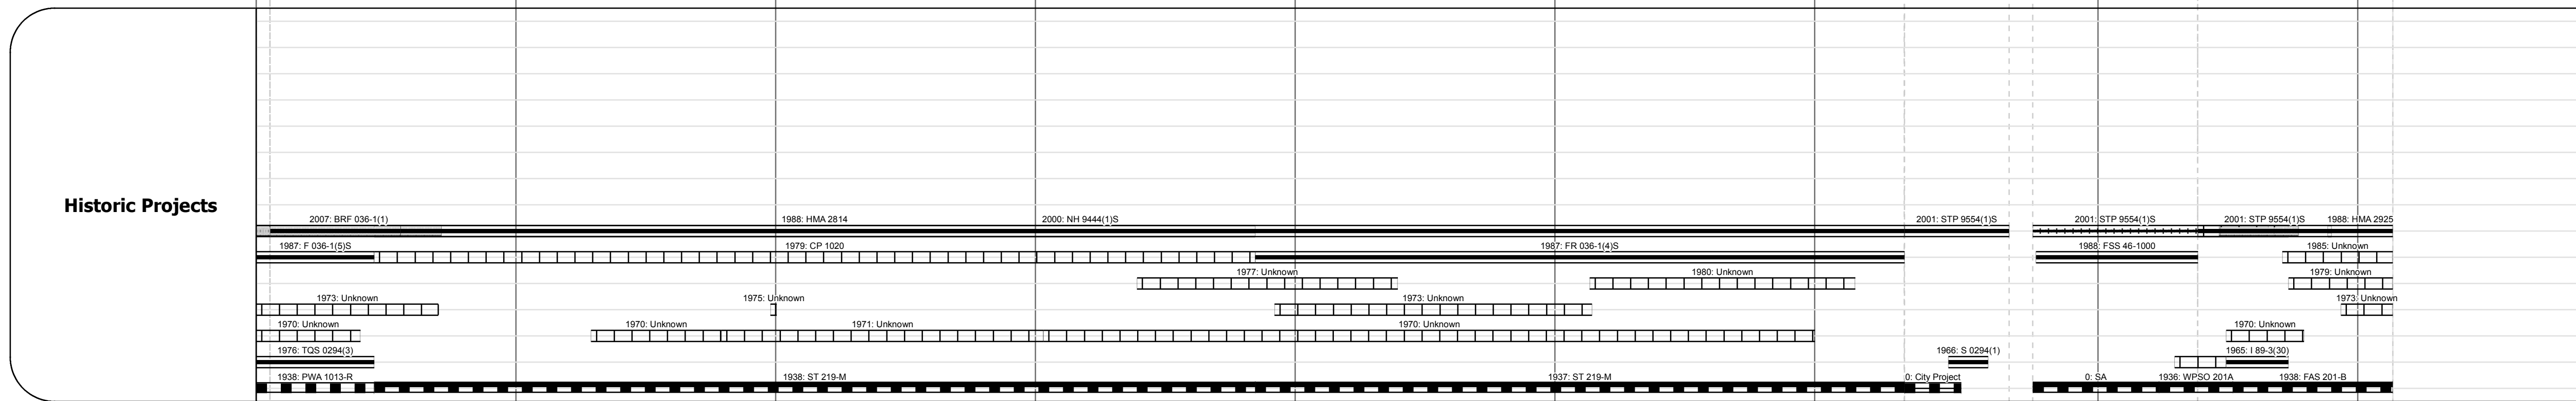 Historic Projects
2007: BRF 036-1(1) 1988: HMA 2814 2000: NH 9444(1)S 2001: STP 9554(1)S 2001: STP 9554(1)S 2001: STP 9554(1)S 1988: HMA 2925
1987: F 036-1(5)S 1979: CP 1020 1987: FR 036-1(4)S 1988: FSS 46-1000 1985: Unknown
1977: Unknown 1980: Unknown 1979: Unknown
1973: Unknown 1975: Unknown 1973: Unknown 1973: Unknown
1970: Unknown 1970: Unknown 1971: Unknown 1970: Unknown 1970: Unknown
1976: TQS 0294(3) 1966: S 0294(1) 1965: I 89-3(30)
1938: PWA 1013-R 1938: ST 219-M 1937: ST 219-M 0: City Project 0: SA 1936: WPSO 201A 1938: FAS 201-B